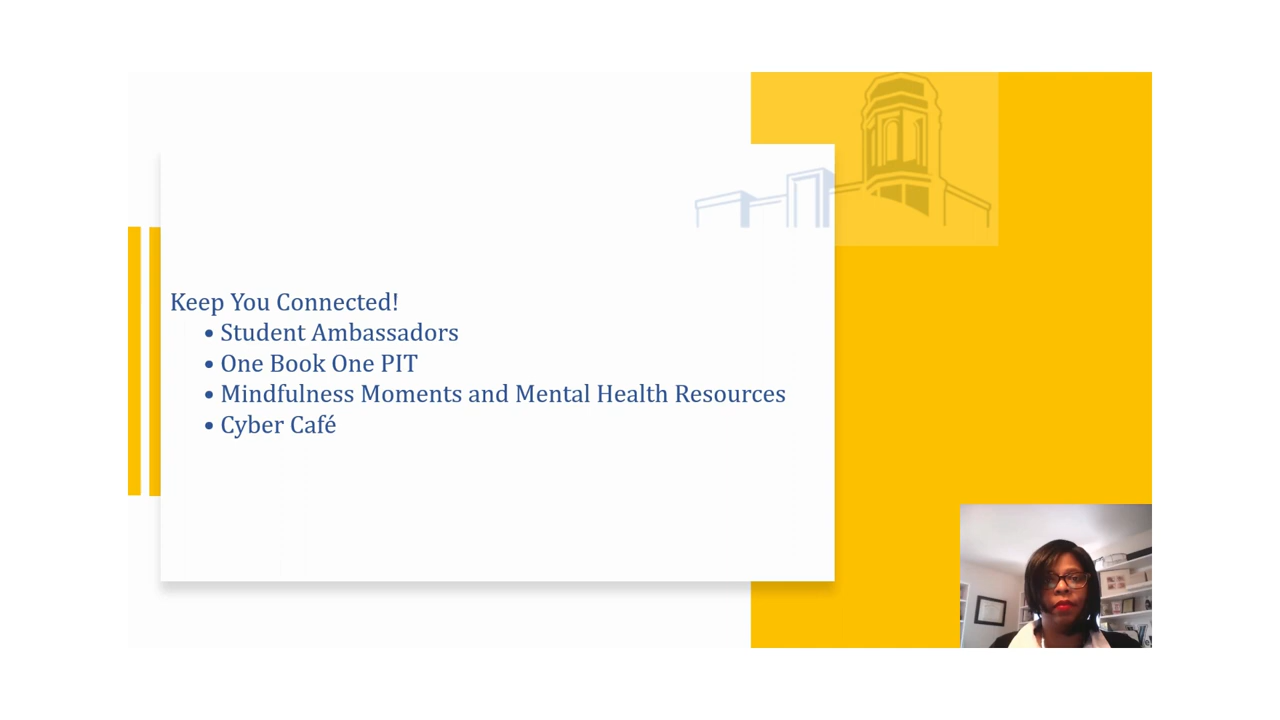 Keep You Connected!
• Student Ambassadors
• One Book One PIT
• Mindfulness Moments and Mental Health Resources
• Cyber Café